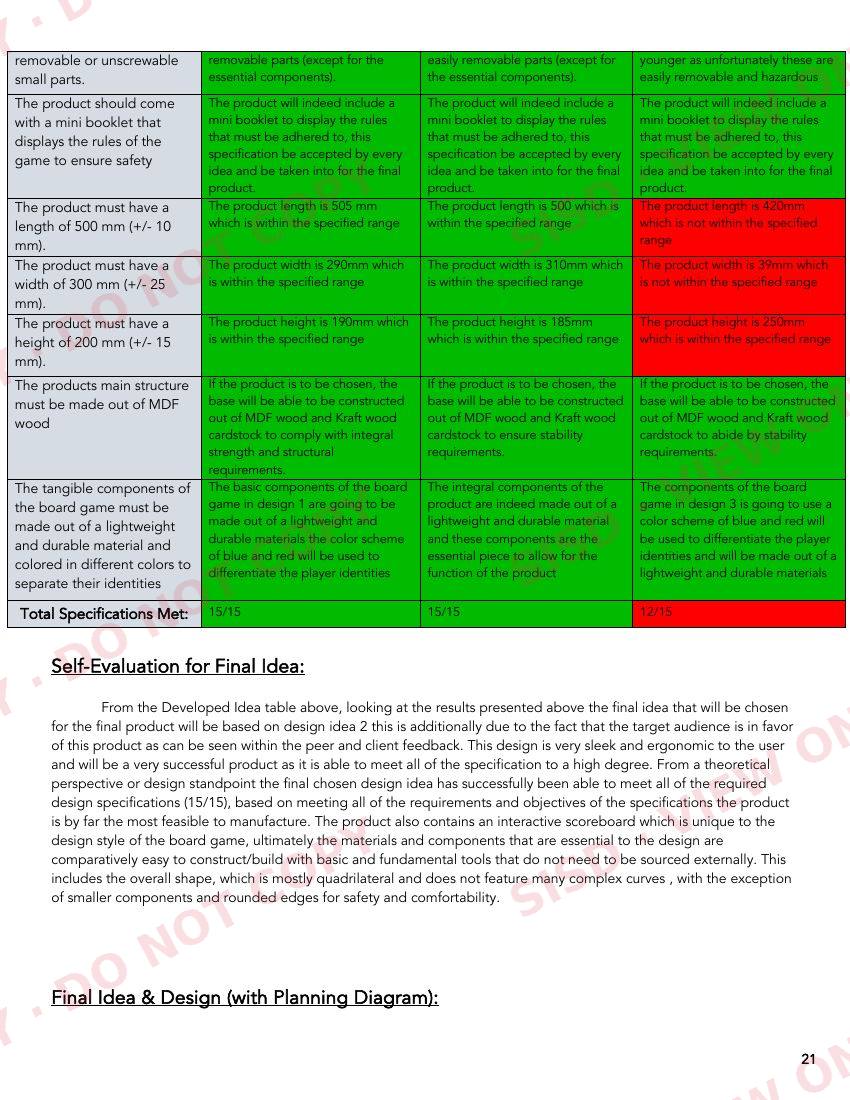 removable or unscrewable
small parts.
removable parts (except for the
essential components).
easily removable parts (except for
the essential components).
younger as unfortunately these are
easily removable and hazardous
The product should come
with a mini booklet that
displays the rules of the
game to ensure safety
The product will indeed include a
mini booklet to display the rules
that must be adhered to, this
specification be accepted by every
idea and be taken into for the final
product.
The product will indeed include a
mini booklet to display the rules
that must be adhered to, this
specification be accepted by every
idea and be taken into for the final
product.
The product will indeed include a
mini booklet to display the rules
that must be adhered to, this
specification be accepted by every
idea and be taken into for the final
product.
The product must have a
length of 500 mm (+/- 10
mm).
The product length is 505 mm
which is within the specified range
The product length is 500 which is
within the specified range
The product length is 420mm
which is not within the specified
range
The product must have a
width of 300 mm (+/- 25
mm).
The product width is 290mm which
is within the specified range
The product width is 310mm which
is within the specified range
The product width is 39mm which
is not within the specified range
The product must have a
height of 200 mm (+/- 15
mm).
The product height is 190mm which
is within the specified range
The product height is 185mm
which is within the specified range
The product height is 250mm
which is within the specified range
The products main structure
must be made out of MDF
wood
If the product is to be chosen, the
base will be able to be constructed
out of MDF wood and Kraft wood
cardstock to comply with integral
strength and structural
requirements.
If the product is to be chosen, the
base will be able to be constructed
out of MDF wood and Kraft wood
cardstock to ensure stability
requirements.
If the product is to be chosen, the
base will be able to be constructed
out of MDF wood and Kraft wood
cardstock to abide by stability
requirements.
The tangible components of
the board game must be
made out of a lightweight
and durable material and
colored in different colors to
separate their identities
The basic components of the board
game in design 1 are going to be
made out of a lightweight and
durable materials the color scheme
of blue and red will be used to
differentiate the player identities
The integral components of the
product are indeed made out of a
lightweight and durable material
and these components are the
essential piece to allow for the
function of the product
The components of the board
game in design 3 is going to use a
color scheme of blue and red will
be used to differentiate the player
identities and will be made out of a
lightweight and durable materials
Total Specifications Met:
15/15
15/15
12/15
Self-Evaluation for Final Idea:
From the Developed Idea table above, looking at the results presented above the final idea that will be chosen
for the final product will be based on design idea 2 this is additionally due to the fact that the target audience is in favor
of this product as can be seen within the peer and client feedback. This design is very sleek and ergonomic to the user
and will be a very successful product as it is able to meet all of the specification to a high degree. From a theoretical
perspective or design standpoint the final chosen design idea has successfully been able to meet all of the required
design specifications (15/15), based on meeting all of the requirements and objectives of the specifications the product
is by far the most feasible to manufacture. The product also contains an interactive scoreboard which is unique to the
design style of the board game, ultimately the materials and components that are essential to the design are
comparatively easy to construct/build with basic and fundamental tools that do not need to be sourced externally. This
includes the overall shape, which is mostly quadrilateral and does not feature many complex curves , with the exception
of smaller components and rounded edges for safety and comfortability.
Final Idea & Design (with Planning Diagram):
21